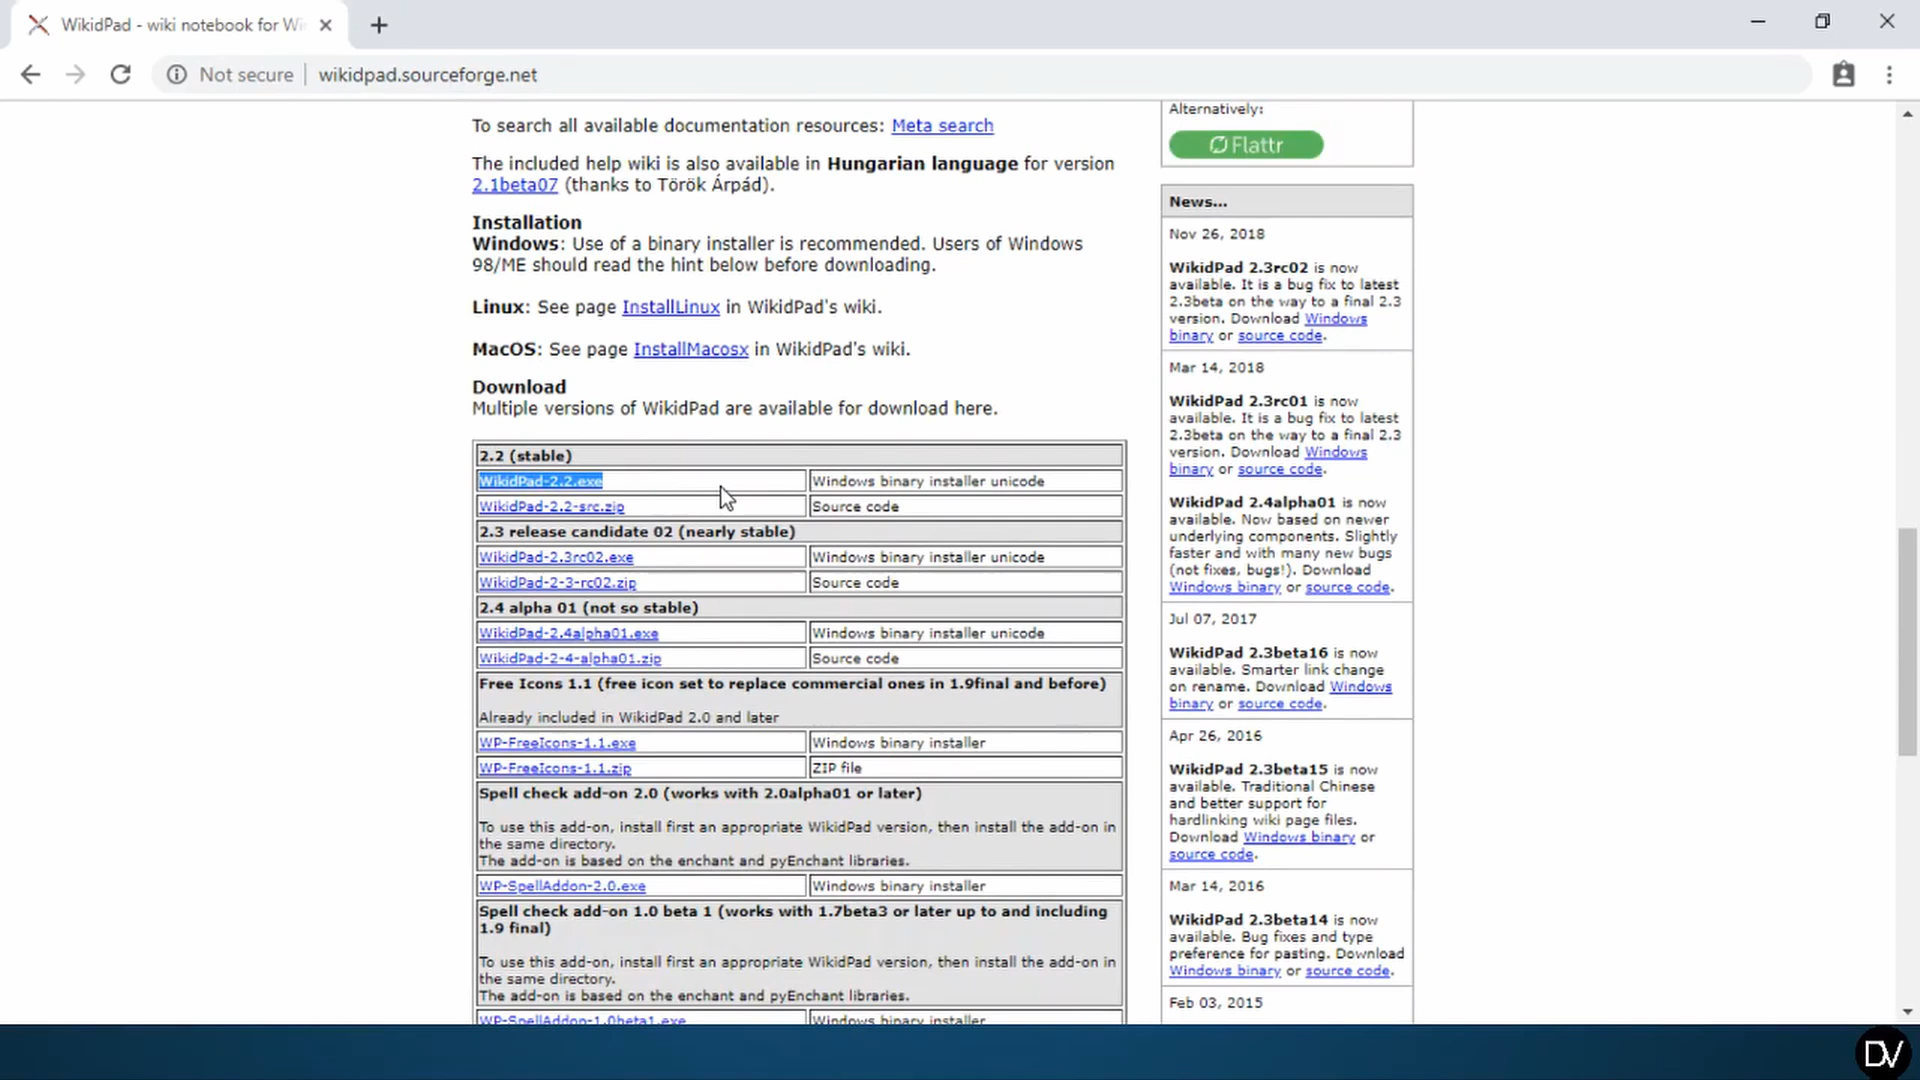 WikidPad - wiki notebook for Wi
Not secure
wikidpad.sourceforge.net
To search all available documentation resources: Meta search
The included help wiki is also available in Hungarian language for version
2.1beta07 (thanks to Török Árpád).
Installation
Windows: Use of a binary installer is recommended. Users of Windows
98/ME should read the hint below before downloading.
Linux: See page InstallLinux in WikidPad's wiki.
MacOS: See page InstallMacosx in WikidPad's wiki.
Download
Multiple versions of WikidPad are available for download here.
2.2 (stable)
WikidPad-2.2.exe Windows binary installer unicode
WikidPad-2.2-src.zip Source code
2.3 release candidate 02 (nearly stable)
WikidPad-2.3rc02.exe Windows binary installer unicode
WikidPad-2-3-rc02.zip Source code
2.4 alpha 01 (not so stable)
WikidPad-2.4alpha01.exe Windows binary installer unicode
WikidPad-2-4-alpha01.zip Source code
Free Icons 1.1 (free icon set to replace commercial ones in 1.9final and before)
Already included in WikidPad 2.0 and later
WP-FreeIcons-1.1.exe Windows binary installer
WP-FreeIcons-1.1.zip ZIP file
Spell check add-on 2.0 (works with 2.0alpha01 or later)
To use this add-on, install first an appropriate WikidPad version, then install the add-on in
the same directory.
The add-on is based on the enchant and pyEnchant libraries.
WP-SpellAddon-2.0.exe Windows binary installer
Spell check add-on 1.0 beta 1 (works with 1.7beta3 or later up to and including
1.9 final)
To use this add-on, install first an appropriate WikidPad version, then install the add-on in
the same directory.
The add-on is based on the enchant and pyEnchant libraries.
WP-SpellAddon-1.0beta1.exe Windows binary installer
Alternatively:
Flattr
News...
Nov 26, 2018
WikidPad 2.3rc02 is now
available. It is a bug fix to latest
2.3beta on the way to a final 2.3
version. Download Windows
binary or source code.
Mar 14, 2018
WikidPad 2.3rc01 is now
available. It is a bug fix to latest
2.3beta on the way to a final 2.3
version. Download Windows
binary or source code.
WikidPad 2.4alpha01 is now
available. Now based on newer
underlying components. Slightly
faster and with many new bugs
(not fixes, bugs!). Download
Windows binary or source code.
Jul 07, 2017
WikidPad 2.3beta16 is now
available. Smarter link change
on rename. Download Windows
binary or source code.
Apr 26, 2016
WikidPad 2.3beta15 is now
available. Traditional Chinese
and better support for
hardlinking wiki page files.
Download Windows binary or
source code.
Mar 14, 2016
WikidPad 2.3beta14 is now
available. Bug fixes and type
preference for pasting. Download
Windows binary or source code.
Feb 03, 2015
DV